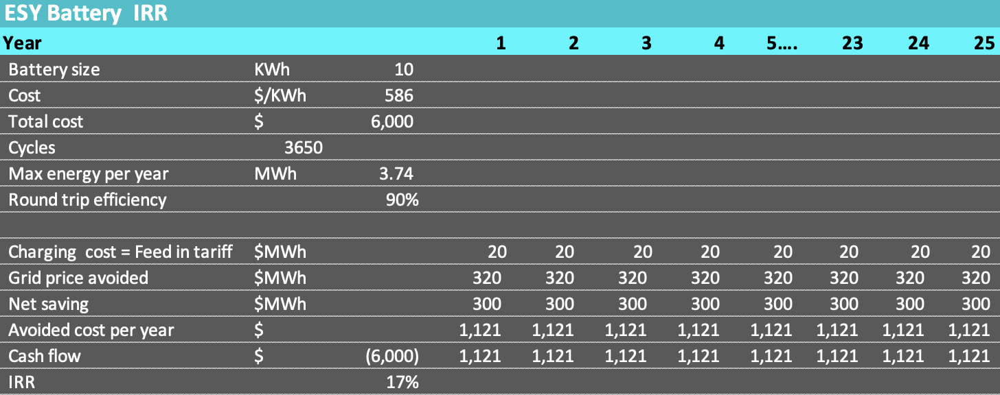 ESY Battery IRR
Year 1 2 3 4 5.... 23 24 25
Battery size KWh 10
Cost $/KWh 586
Total cost $ 6,000
Cycles 3650
Max energy per year MWh 3.74
Round trip efficiency 90%
Charging cost = Feed in tariff $MWh 20 20 20 20 20 20 20 20
Grid price avoided $MWh 320 320 320 320 320 320 320 320
Net saving $MWh 300 300 300 300 300 300 300 300
Avoided cost per year $ 1,121 1,121 1,121 1,121 1,121 1,121 1,121 1,121
Cash flow $ (6,000) 1,121 1,121 1,121 1,121 1,121 1,121 1,121 1,121
IRR 17%